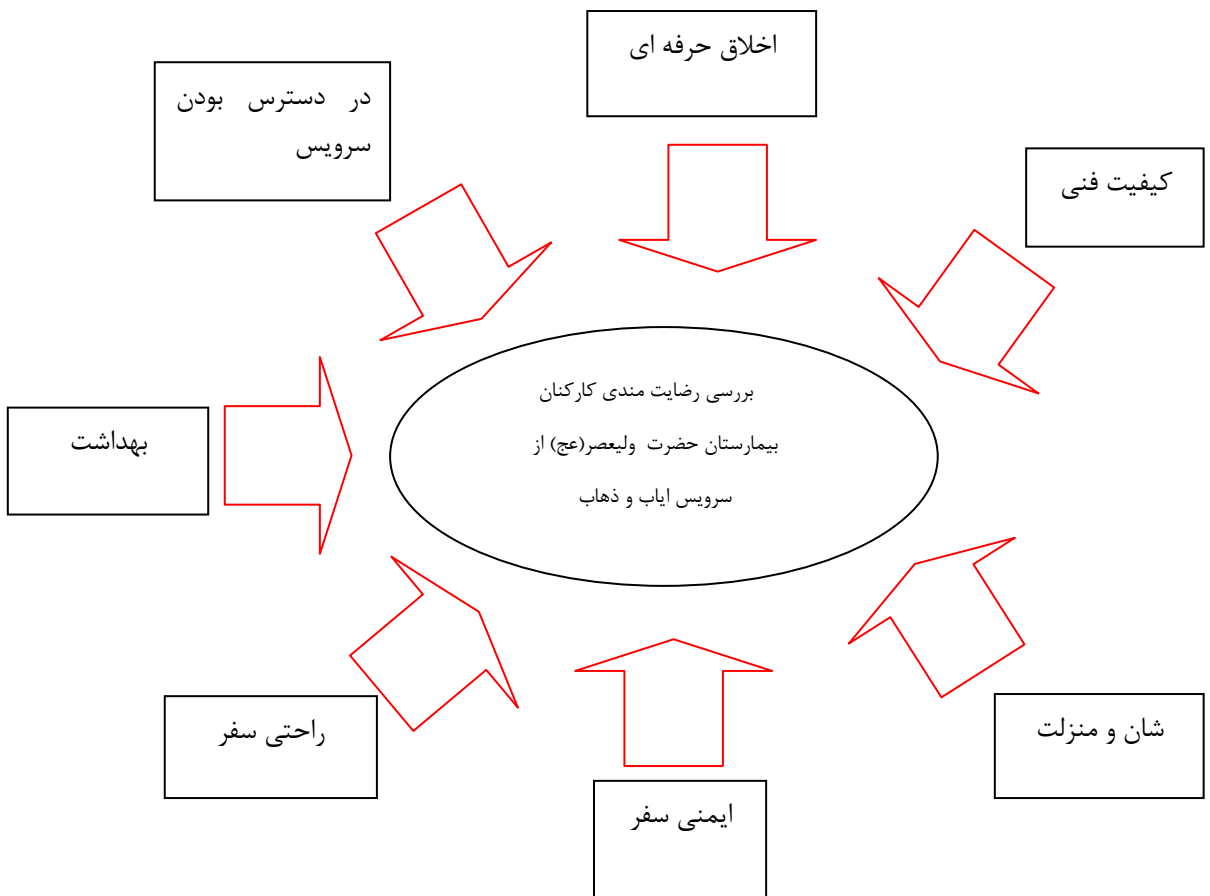 اخلاق حرفه ای
در دسترس بودن
سرویس
کیفیت فنی
بررسی رضایت مندی کارکنان
بیمارستان حضرت ولیعصر(عج) از
سرویس ایاب و ذهاب
بهداشت
شان و منزلت
راحتی سفر
ایمنی سفر